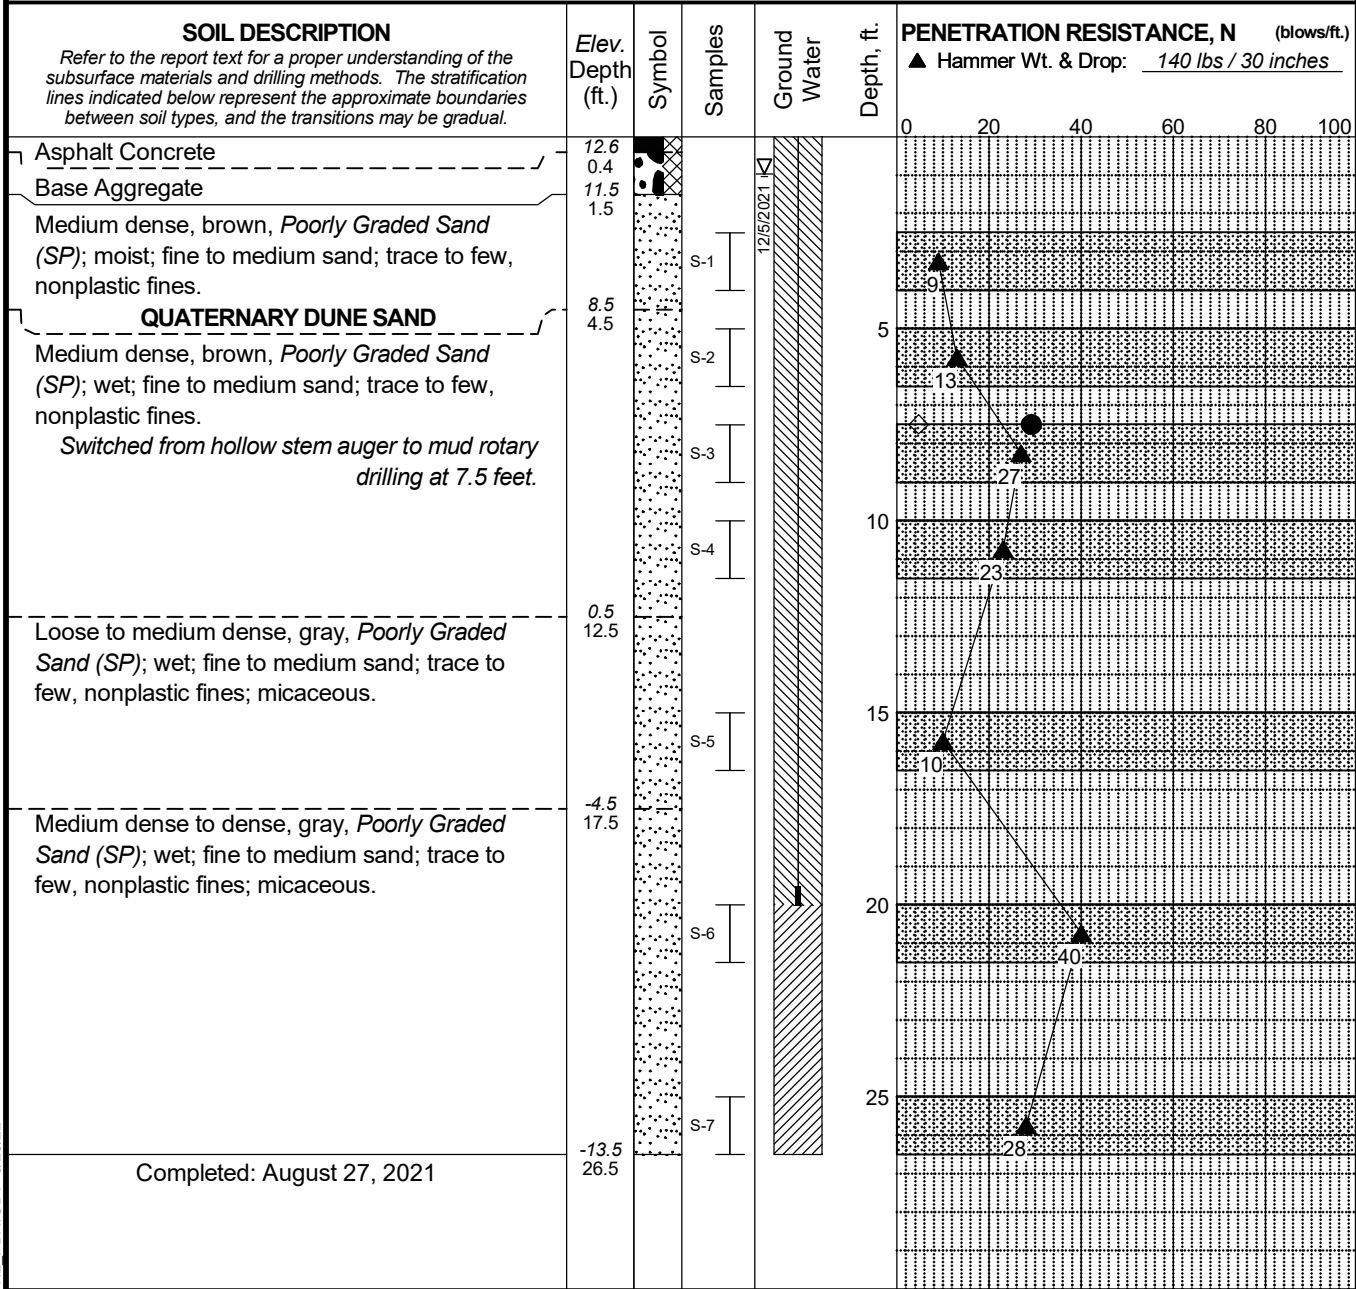 SOIL DESCRIPTION
Refer to the report text for a proper understanding of the
subsurface materials and drilling methods. The stratification
lines indicated below represent the approximate boundaries
between soil types, and the transitions may be gradual.
Elev.
Depth
(ft.)
Symbol
Samples
Ground
Water
Depth, ft.
PENETRATION RESISTANCE, N (blows/ft.)
▲ Hammer Wt. & Drop: 140 lbs / 30 inches
0 20 40 60 80 100
Asphalt Concrete
12.6
0.4
Base Aggregate
11.5
1.5
Medium dense, brown, Poorly Graded Sand
(SP); moist; fine to medium sand; trace to few,
nonplastic fines.
12/5/2021
S-1
9
QUATERNARY DUNE SAND
8.5
4.5
5
Medium dense, brown, Poorly Graded Sand
(SP); wet; fine to medium sand; trace to few,
nonplastic fines.
S-2
13
Switched from hollow stem auger to mud rotary
drilling at 7.5 feet.
S-3
27
10
S-4
23
0.5
12.5
Loose to medium dense, gray, Poorly Graded
Sand (SP); wet; fine to medium sand; trace to
few, nonplastic fines; micaceous.
15
S-5
10
-4.5
17.5
Medium dense to dense, gray, Poorly Graded
Sand (SP); wet; fine to medium sand; trace to
few, nonplastic fines; micaceous.
20
S-6
40
25
S-7
28
-13.5
26.5
Completed: August 27, 2021